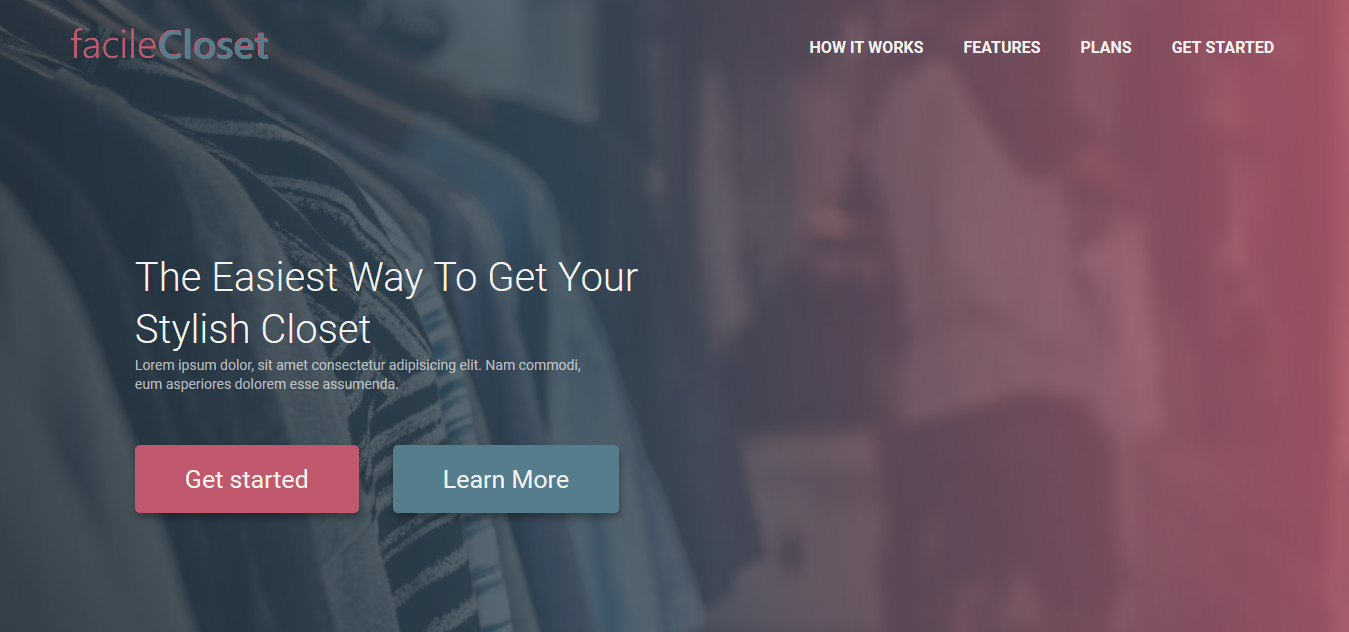 facileCloset
HOW IT WORKS FEATURES PLANS GET STARTED
The Easiest Way To Get Your
Stylish Closet
Lorem ipsum dolor, sit amet consectetur adipisicing elit. Nam commodi,
eum asperiores dolorem esse assumenda.
Get started Learn More